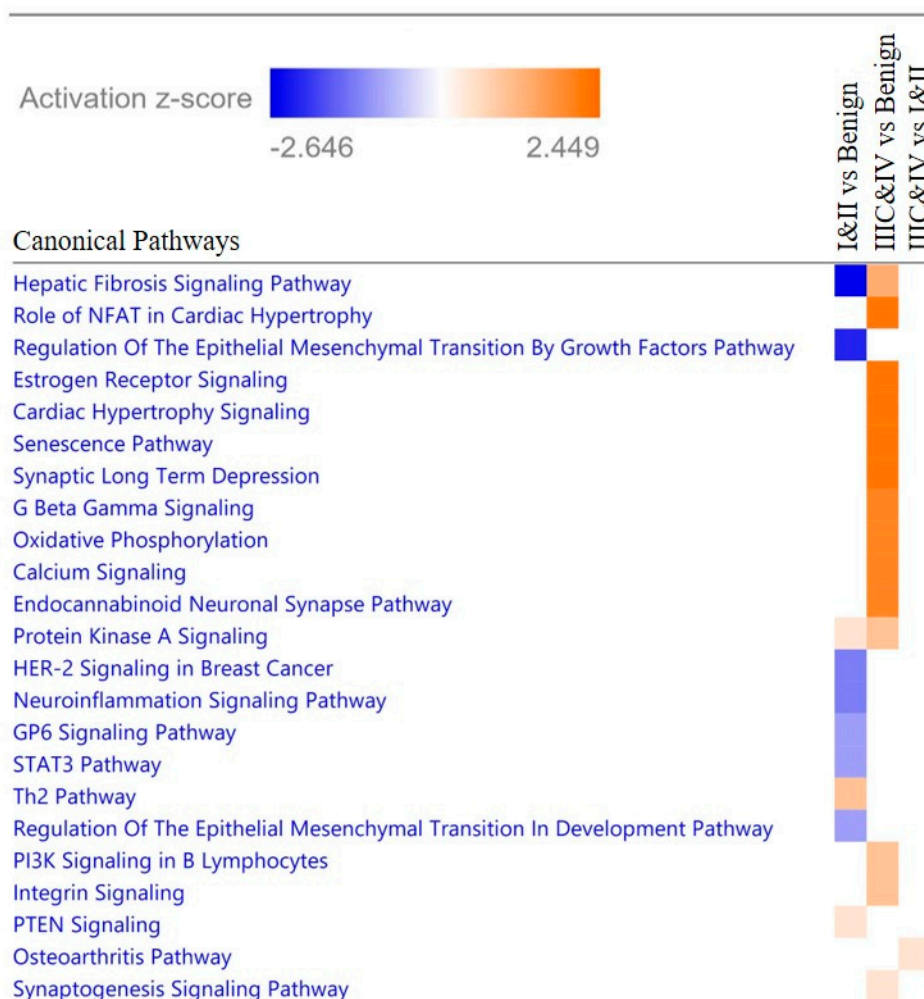 Activation z-score
-2.646 2.449
I&II vs Benign
IIIC&IV vs Benign
IIIC&IV vs I&II
Canonical Pathways
Hepatic Fibrosis Signaling Pathway
Role of NFAT in Cardiac Hypertrophy
Regulation Of The Epithelial Mesenchymal Transition By Growth Factors Pathway
Estrogen Receptor Signaling
Cardiac Hypertrophy Signaling
Senescence Pathway
Synaptic Long Term Depression
G Beta Gamma Signaling
Oxidative Phosphorylation
Calcium Signaling
Endocannabinoid Neuronal Synapse Pathway
Protein Kinase A Signaling
HER-2 Signaling in Breast Cancer
Neuroinflammation Signaling Pathway
GP6 Signaling Pathway
STAT3 Pathway
Th2 Pathway
Regulation Of The Epithelial Mesenchymal Transition In Development Pathway
PI3K Signaling in B Lymphocytes
Integrin Signaling
PTEN Signaling
Osteoarthritis Pathway
Synaptogenesis Signaling Pathway